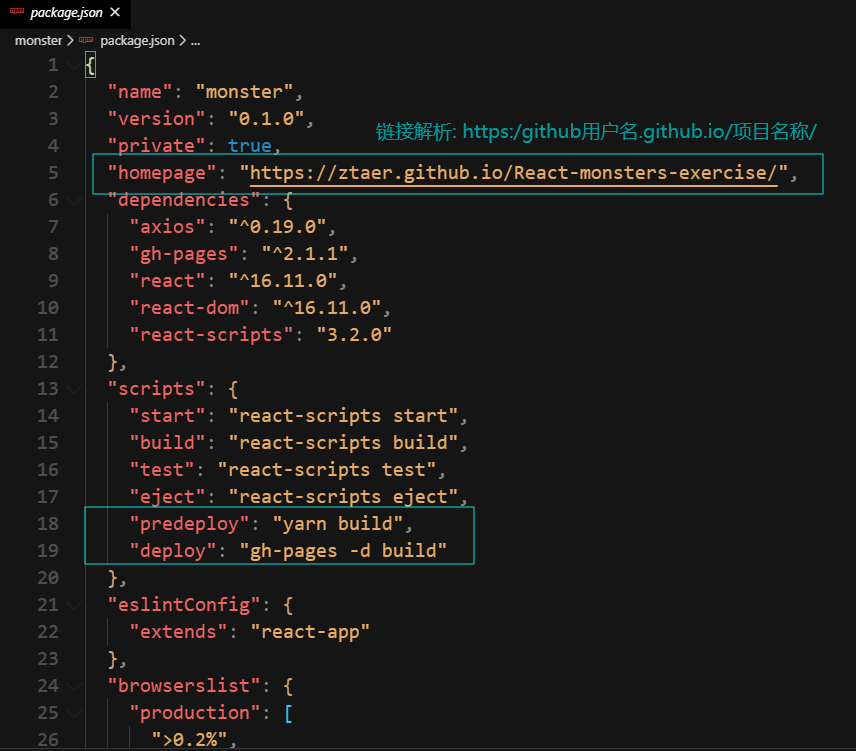 package.json ×
monster > package.json > ...
1 {
2 "name": "monster",
3 "version": "0.1.0",
链接解析: https:/github用户名.github.io/项目名称/
4 "private": true,
5 "homepage": "https://ztaer.github.io/React-monsters-exercise/",
6 "dependencies": {
7 "axios": "^0.19.0",
8 "gh-pages": "^2.1.1",
9 "react": "^16.11.0",
10 "react-dom": "^16.11.0",
11 "react-scripts": "3.2.0"
12 },
13 "scripts": {
14 "start": "react-scripts start",
15 "build": "react-scripts build",
16 "test": "react-scripts test",
17 "eject": "react-scripts eject",
18 "predeploy": "yarn build",
19 "deploy": "gh-pages -d build"
20 },
21 "eslintConfig": {
22 "extends": "react-app"
23 },
24 "browserslist": {
25 "production": [
26 ">0.2%",